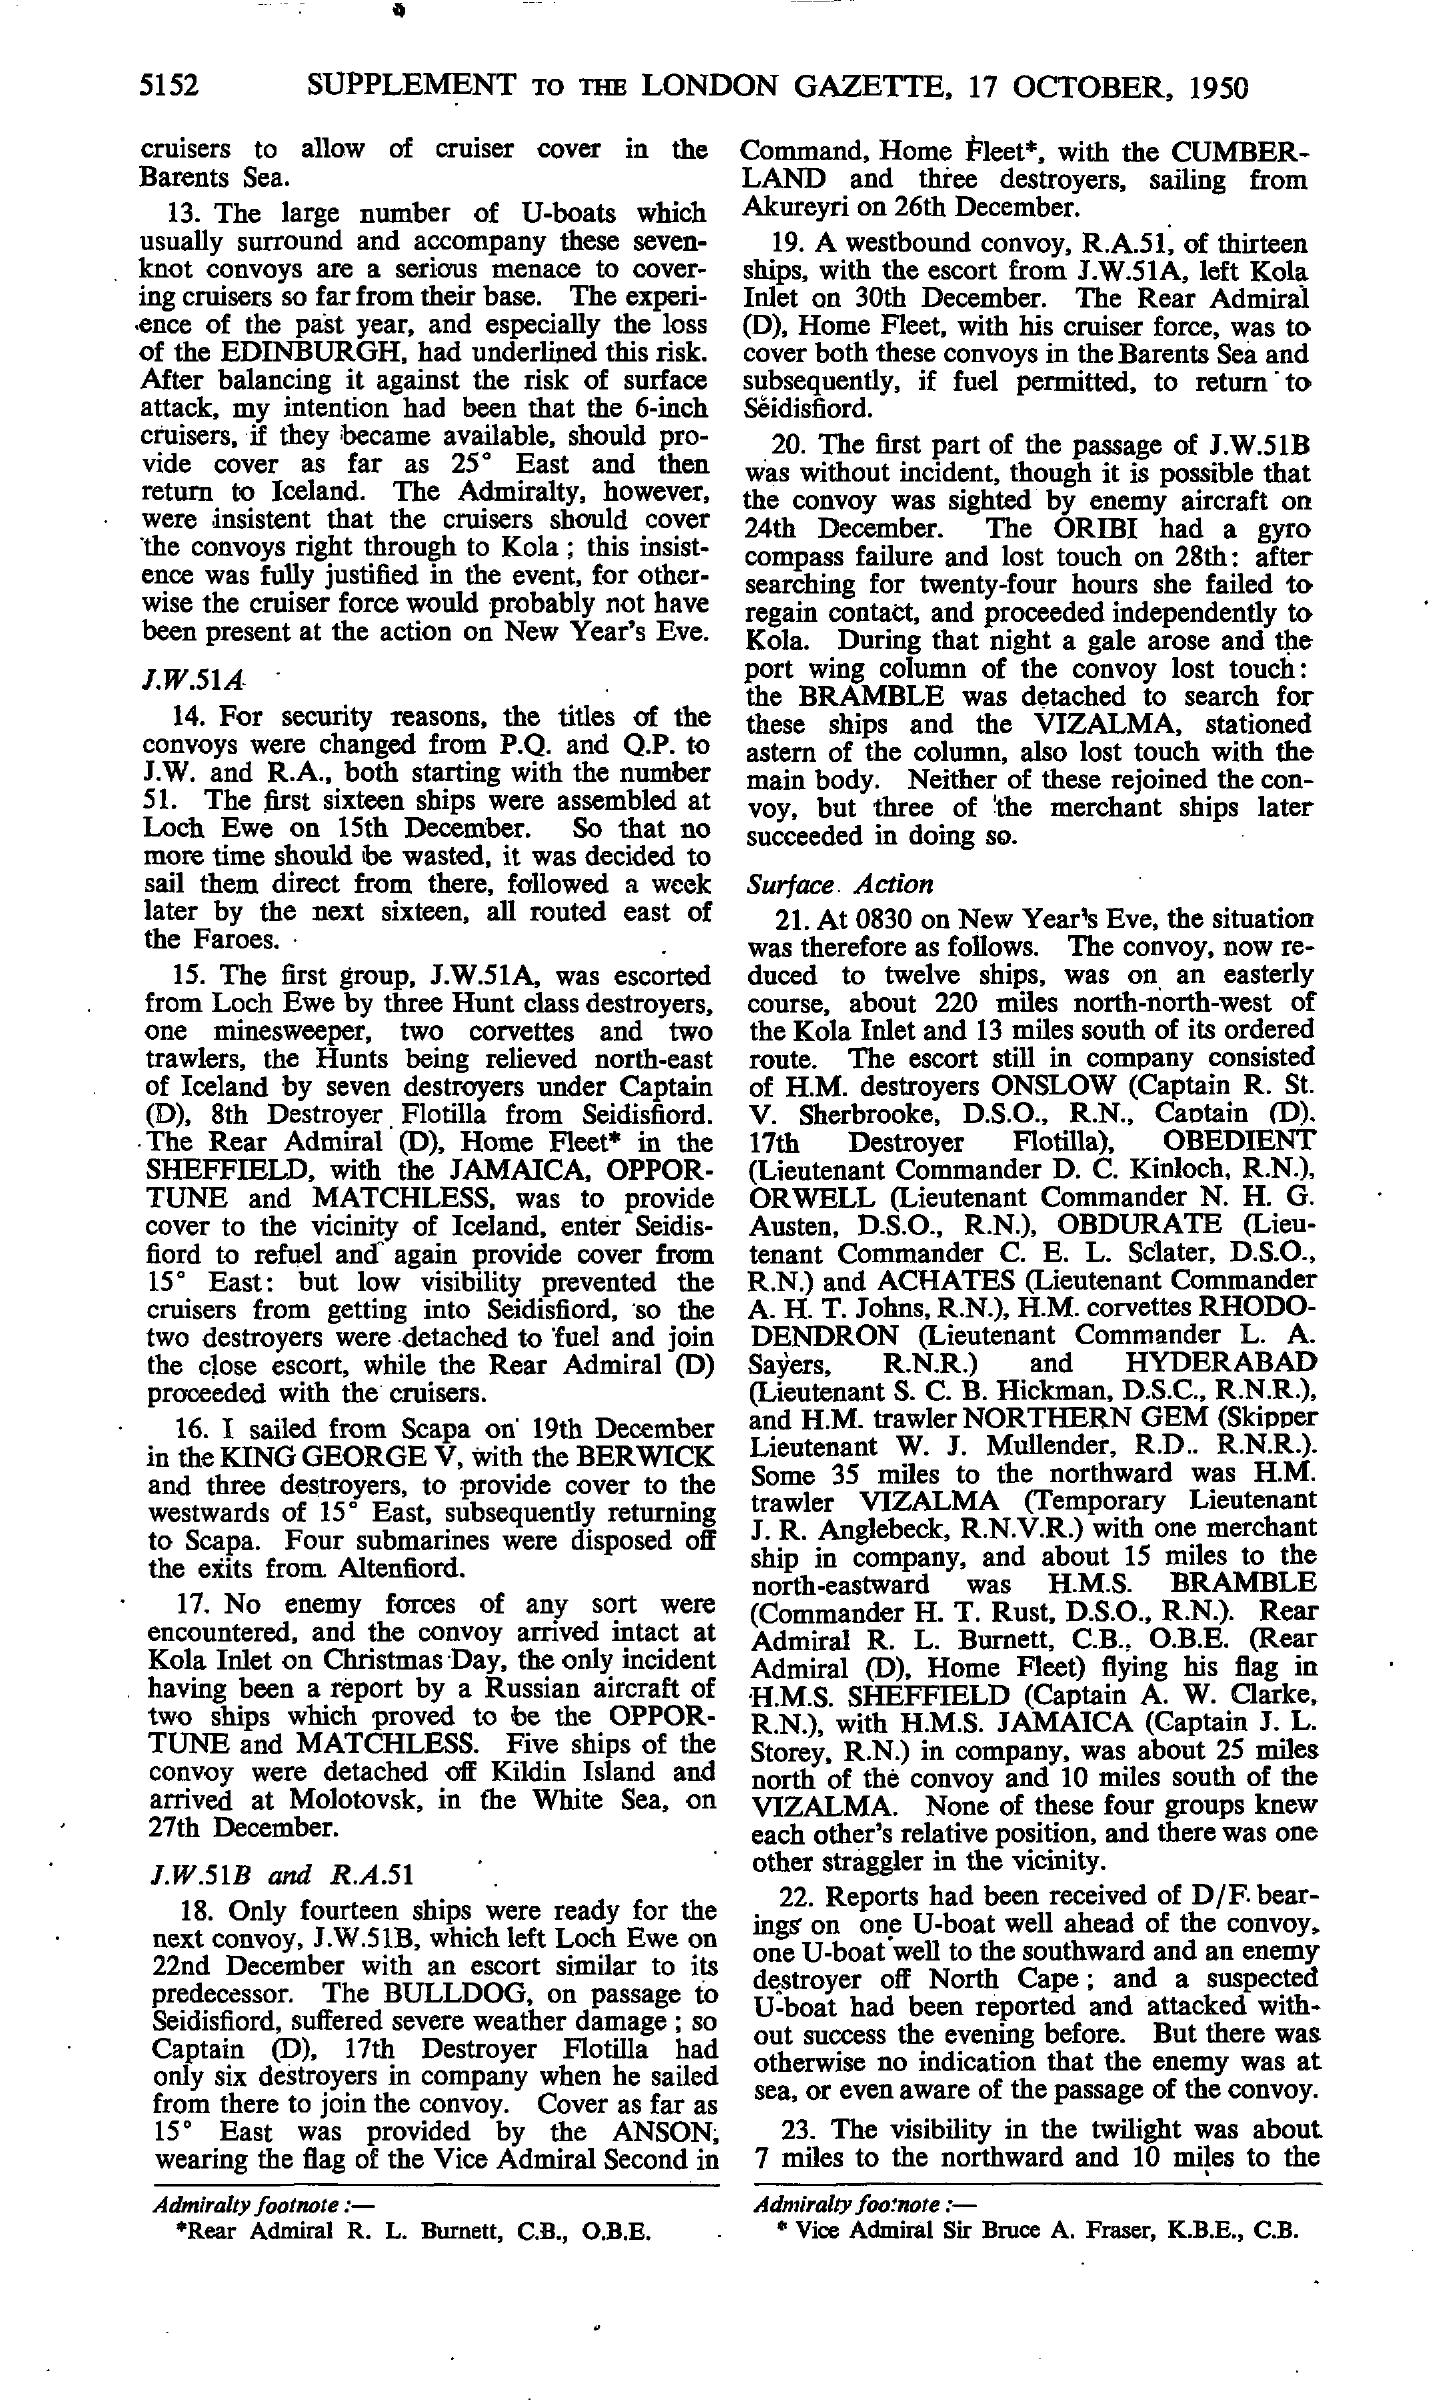 5152 SUPPLEMENT TO THE LONDON GAZETTE, 17 OCTOBER, 1950
cruisers to allow of cruiser cover in the
Barents Sea.
13. The large number of U-boats which
usually surround and accompany these seven-
knot convoys are a serious menace to cover-
ing cruisers so far from their base. The experi-
ence of the past year, and especially the loss
of the EDINBURGH, had underlined this risk.
After balancing it against the risk of surface
attack, my intention had been that the 6-inch
cruisers, if they became available, should pro-
vide cover as far as 25° East and then
return to Iceland. The Admiralty, however,
were insistent that the cruisers should cover
the convoys right through to Kola; this insist-
ence was fully justified in the event, for other-
wise the cruiser force would probably not have
been present at the action on New Year's Eve.
J.W.51A
14. For security reasons, the titles of the
convoys were changed from P.Q. and Q.P. to
J.W. and R.A., both starting with the number
51. The first sixteen ships were assembled at
Loch Ewe on 15th December. So that no
more time should be wasted, it was decided to
sail them direct from there, followed a week
later by the next sixteen, all routed east of
the Faroes.
15. The first group, J.W.51A, was escorted
from Loch Ewe by three Hunt class destroyers,
one minesweeper, two corvettes and two
trawlers, the Hunts being relieved north-east
of Iceland by seven destroyers under Captain
(D), 8th Destroyer Flotilla from Seidisfiord.
The Rear Admiral (D), Home Fleet* in the
SHEFFIELD, with the JAMAICA, OPPOR-
TUNE and MATCHLESS, was to provide
cover to the vicinity of Iceland, enter Seidis-
fiord to refuel and again provide cover from
15° East: but low visibility prevented the
cruisers from getting into Seidisfiord, so the
two destroyers were detached to fuel and join
the close escort, while the Rear Admiral (D)
proceeded with the cruisers.
16. I sailed from Scapa on 19th December
in the KING GEORGE V, with the BERWICK
and three destroyers, to provide cover to the
westwards of 15° East, subsequently returning
to Scapa. Four submarines were disposed off
the exits from Altenfiord.
17. No enemy forces of any sort were
encountered, and the convoy arrived intact at
Kola Inlet on Christmas Day, the only incident
having been a report by a Russian aircraft of
two ships which proved to be the OPPOR-
TUNE and MATCHLESS. Five ships of the
convoy were detached off Kildin Island and
arrived at Molotovsk, in the White Sea, on
27th December.
J.W.51B and R.A.51
18. Only fourteen ships were ready for the
next convoy, J.W.51B, which left Loch Ewe on
22nd December with an escort similar to its
predecessor. The BULLDOG, on passage to
Seidisfiord, suffered severe weather damage; so
Captain (D), 17th Destroyer Flotilla had
only six destroyers in company when he sailed
from there to join the convoy. Cover as far as
15° East was provided by the ANSON,
wearing the flag of the Vice Admiral Second in
Admiralty footnote:—
*Rear Admiral R. L. Burnett, C.B., O.B.E.
Command, Home Fleet*, with the CUMBER-
LAND and three destroyers, sailing from
Akureyri on 26th December.
19. A westbound convoy, R.A.51, of thirteen
ships, with the escort from J.W.51A, left Kola
Inlet on 30th December. The Rear Admiral
(D), Home Fleet, with his cruiser force, was to
cover both these convoys in the Barents Sea and
subsequently, if fuel permitted, to return to
Seidisfiord.
20. The first part of the passage of J.W.51B
was without incident, though it is possible that
the convoy was sighted by enemy aircraft on
24th December. The ORIBI had a gyro
compass failure and lost touch on 28th: after
searching for twenty-four hours she failed to
regain contact, and proceeded independently to
Kola. During that night a gale arose and the
port wing column of the convoy lost touch:
the BRAMBLE was detached to search for
these ships and the VIZALMA, stationed
astern of the column, also lost touch with the
main body. Neither of these rejoined the con-
voy, but three of the merchant ships later
succeeded in doing so.
Surface Action
21. At 0830 on New Year's Eve, the situation
was therefore as follows. The convoy, now re-
duced to twelve ships, was on an easterly
course, about 220 miles north-north-west of
the Kola Inlet and 13 miles south of its ordered
route. The escort still in company consisted
of H.M. destroyers ONSLOW (Captain R. St.
V. Sherbrooke, D.S.O., R.N., Captain (D).
17th Destroyer Flotilla), OBEDIENT
(Lieutenant Commander D. C. Kinloch, R.N.),
ORWELL (Lieutenant Commander N. H. G.
Austen, D.S.O., R.N.), OBDURATE (Lieu-
tenant Commander C. E. L. Sclater, D.S.O.,
R.N.) and ACHATES (Lieutenant Commander
A. H. T. Johns, R.N.), H.M. corvettes RHODO-
DENDRON (Lieutenant Commander L. A.
Sayers, R.N.R.) and HYDERABAD
(Lieutenant S. C. B. Hickman, D.S.C., R.N.R.),
and H.M. trawler NORTHERN GEM (Skipper
Lieutenant W. J. Mullender, R.D.. R.N.R.).
Some 35 miles to the northward was H.M.
trawler VIZALMA (Temporary Lieutenant
J. R. Anglebeck, R.N.V.R.) with one merchant
ship in company, and about 15 miles to the
north-eastward was H.M.S. BRAMBLE
(Commander H. T. Rust, D.S.O., R.N.). Rear
Admiral R. L. Burnett, C.B., O.B.E. (Rear
Admiral (D), Home Fleet) flying his flag in
H.M.S. SHEFFIELD (Captain A. W. Clarke,
R.N.), with H.M.S. JAMAICA (Captain J. L.
Storey, R.N.) in company, was about 25 miles
north of the convoy and 10 miles south of the
VIZALMA. None of these four groups knew
each other's relative position, and there was one
other straggler in the vicinity.
22. Reports had been received of D/F. bear-
ings on one U-boat well ahead of the convoy,
one U-boat well to the southward and an enemy
destroyer off North Cape; and a suspected
U-boat had been reported and attacked with-
out success the evening before. But there was
otherwise no indication that the enemy was at
sea, or even aware of the passage of the convoy.
23. The visibility in the twilight was about
7 miles to the northward and 10 miles to the
Admiralty footnote:—
* Vice Admiral Sir Bruce A. Fraser, K.B.E., C.B.